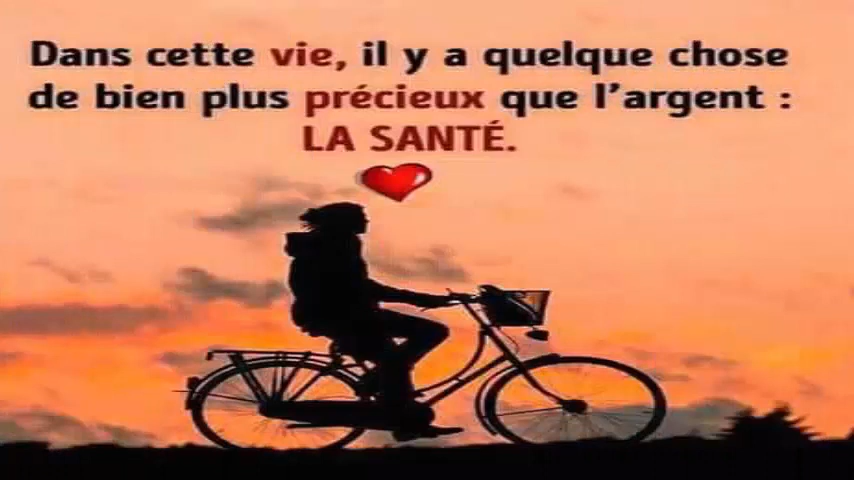 Dans cette vie, il y a quelque chose
de bien plus précieux que l'argent :
LA SANTÉ.